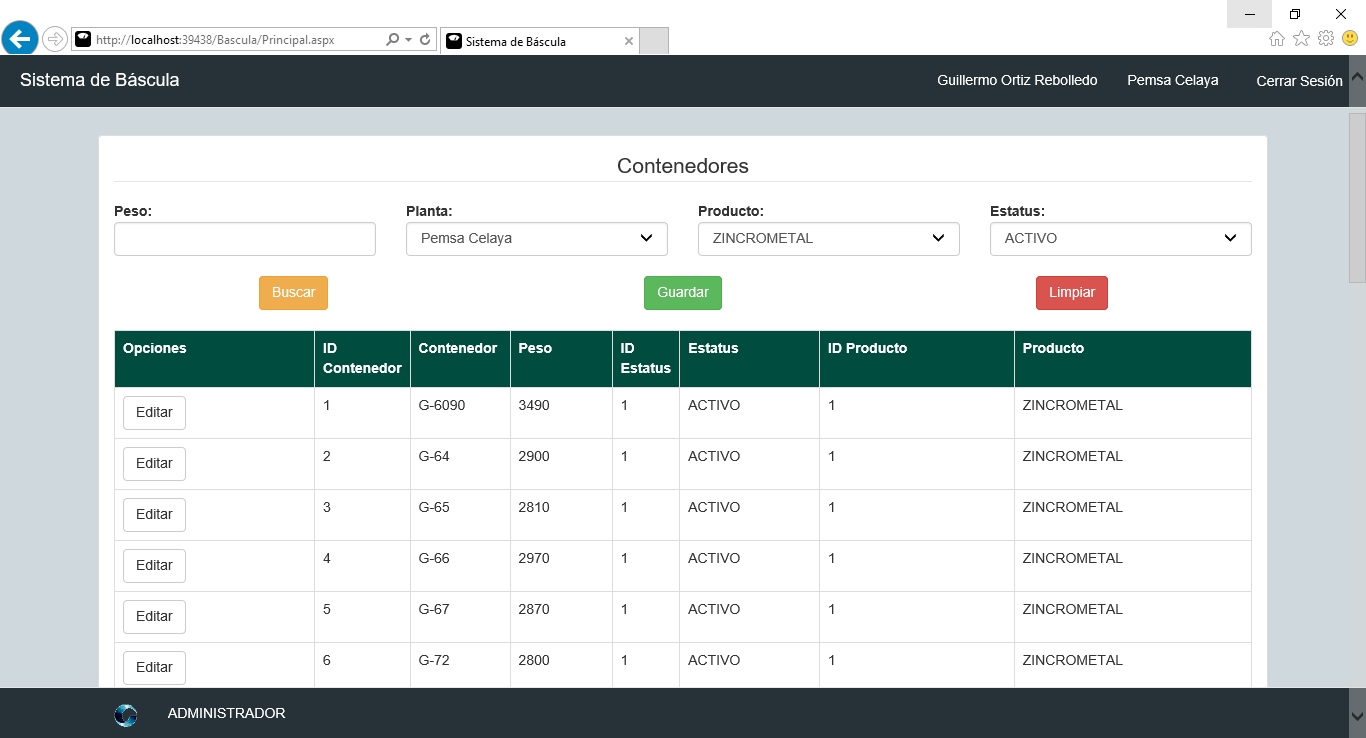 http://localhost:39438/Bascula/Principal.aspx
Sistema de Báscula
Sistema de Báscula
Guillermo Ortiz Rebolledo
Pemsa Celaya
Cerrar Sesión
Contenedores
Peso:
Planta:
Producto:
Estatus:
Pemsa Celaya
ZINCROMETAL
ACTIVO
Buscar
Guardar
Limpiar
Opciones ID Contenedor Contenedor Peso ID Estatus Estatus ID Producto Producto
Editar 1 G-6090 3490 1 ACTIVO 1 ZINCROMETAL
Editar 2 G-64 2900 1 ACTIVO 1 ZINCROMETAL
Editar 3 G-65 2810 1 ACTIVO 1 ZINCROMETAL
Editar 4 G-66 2970 1 ACTIVO 1 ZINCROMETAL
Editar 5 G-67 2870 1 ACTIVO 1 ZINCROMETAL
Editar 6 G-72 2800 1 ACTIVO 1 ZINCROMETAL
ADMINISTRADOR